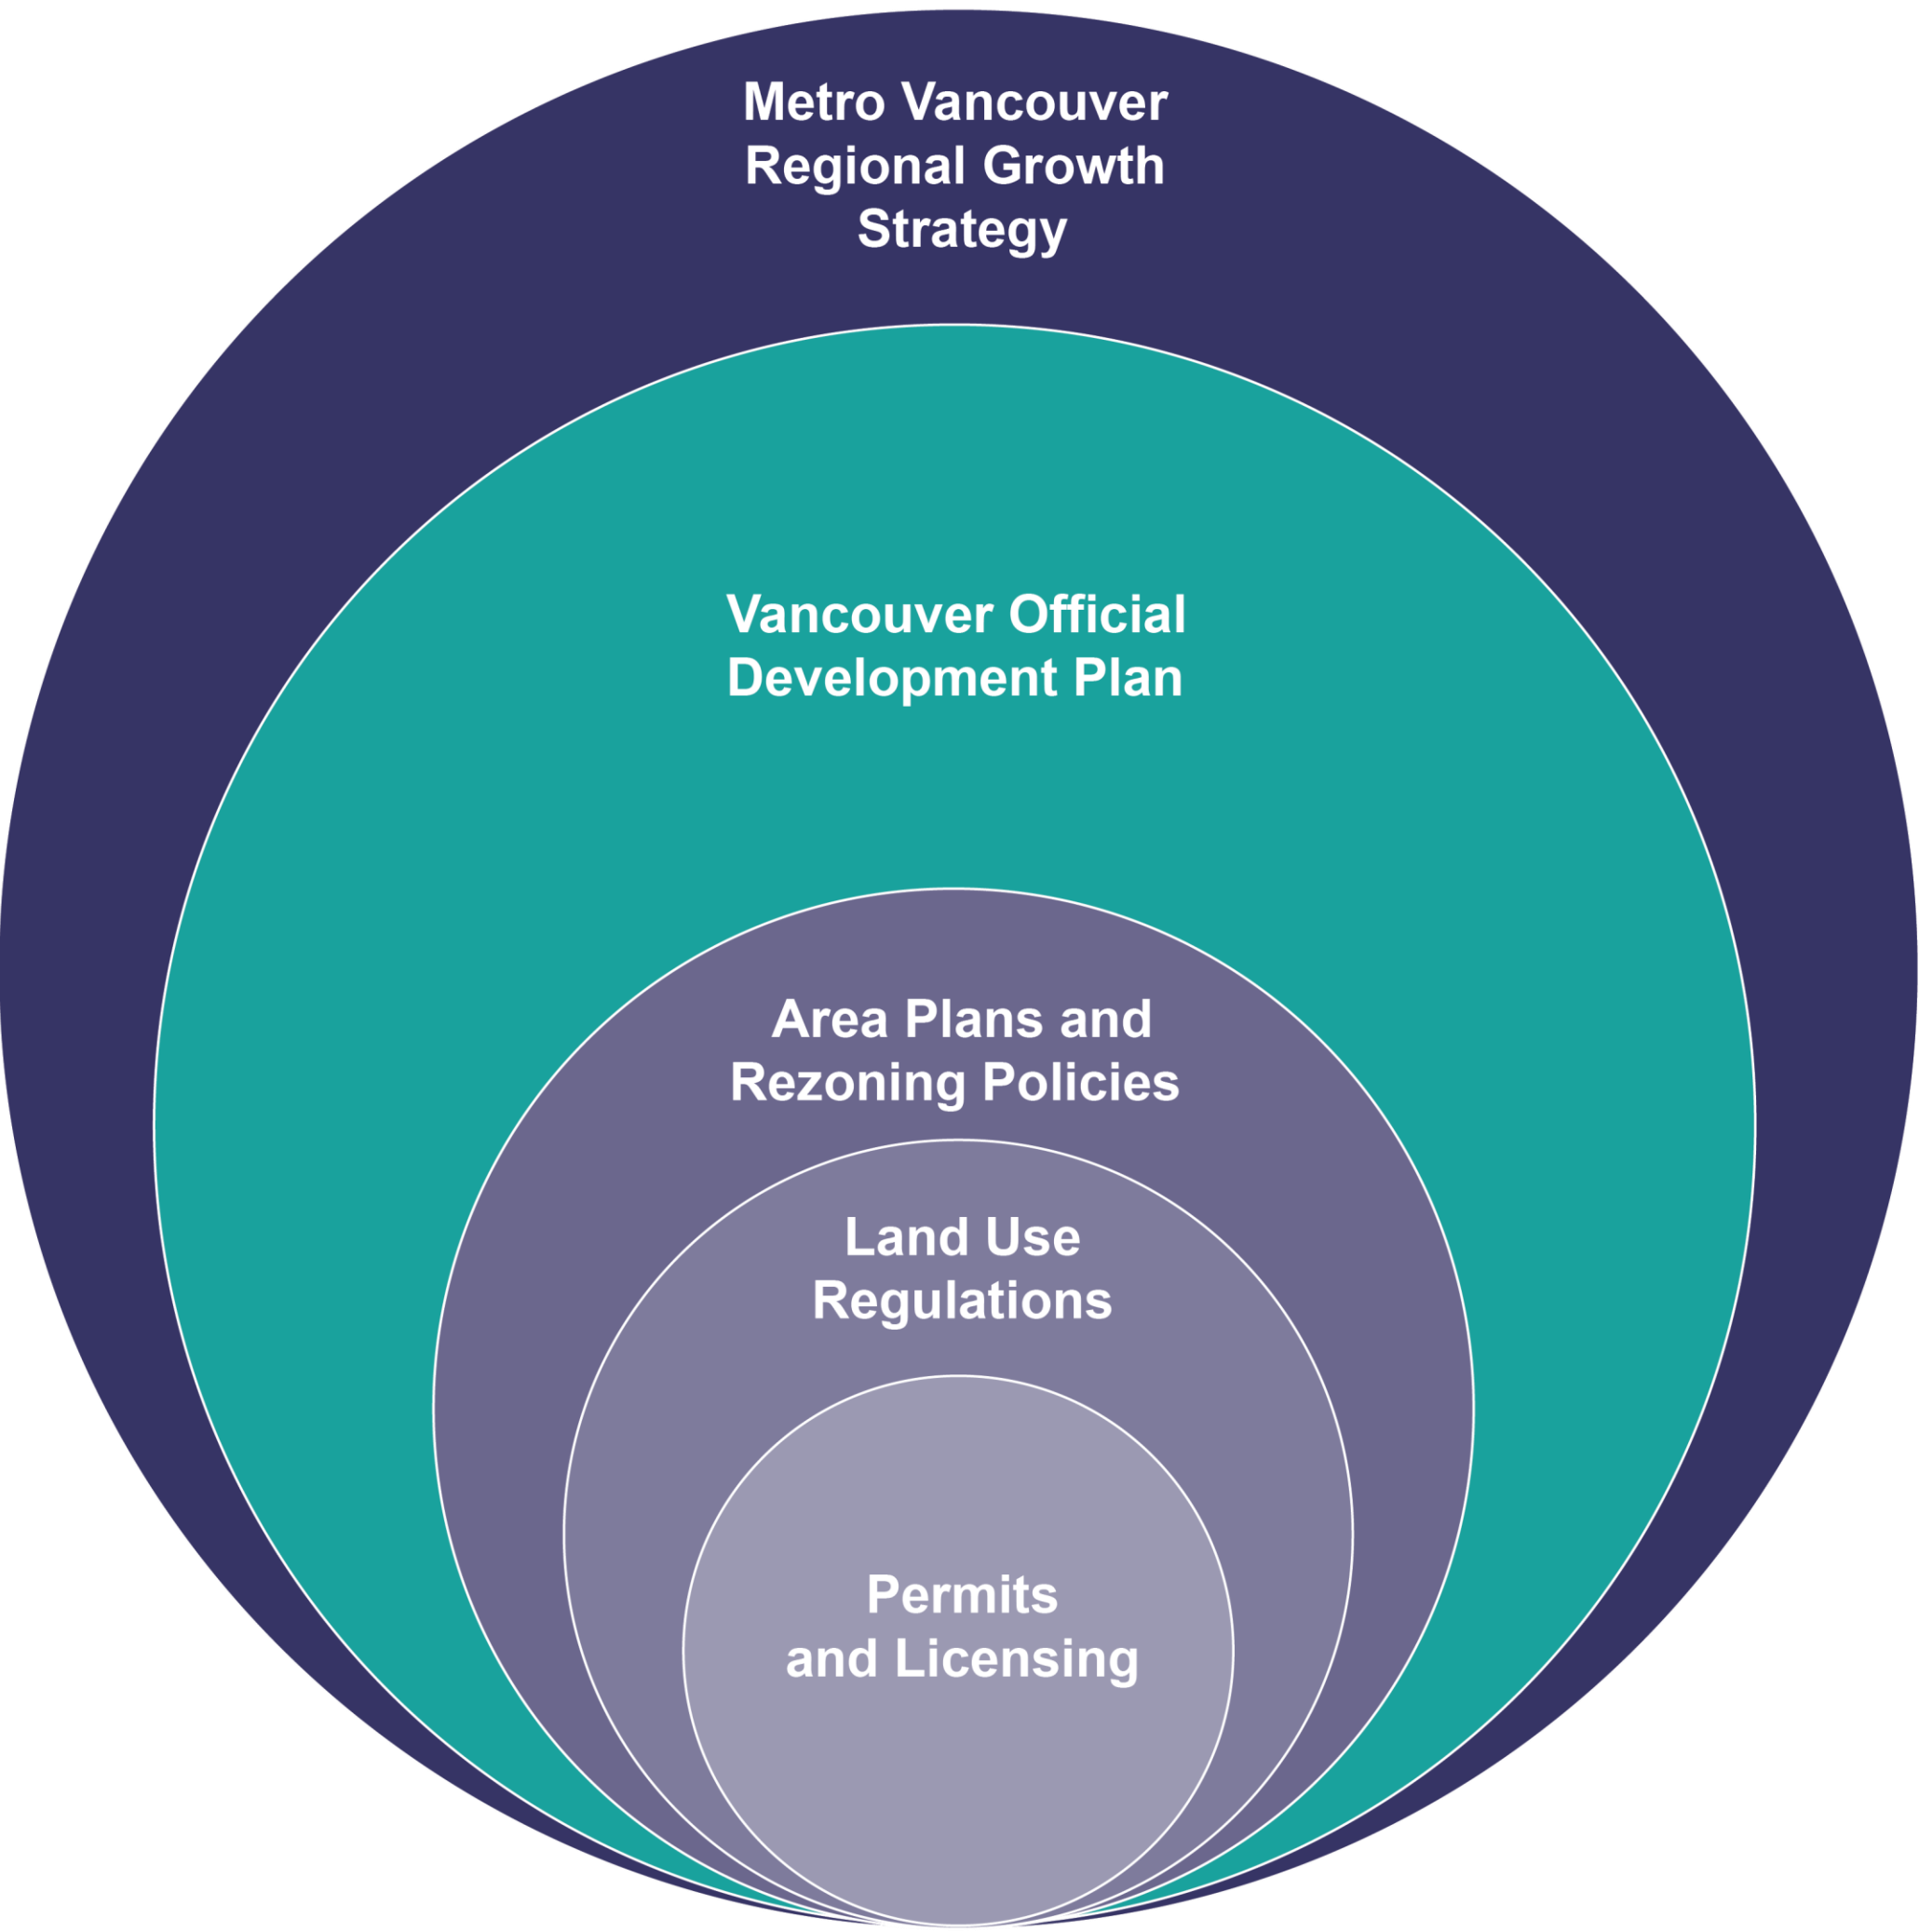 Metro Vancouver
Regional Growth
Strategy
Vancouver Official
Development Plan
Area Plans and
Rezoning Policies
Land Use
Regulations
Permits
and Licensing